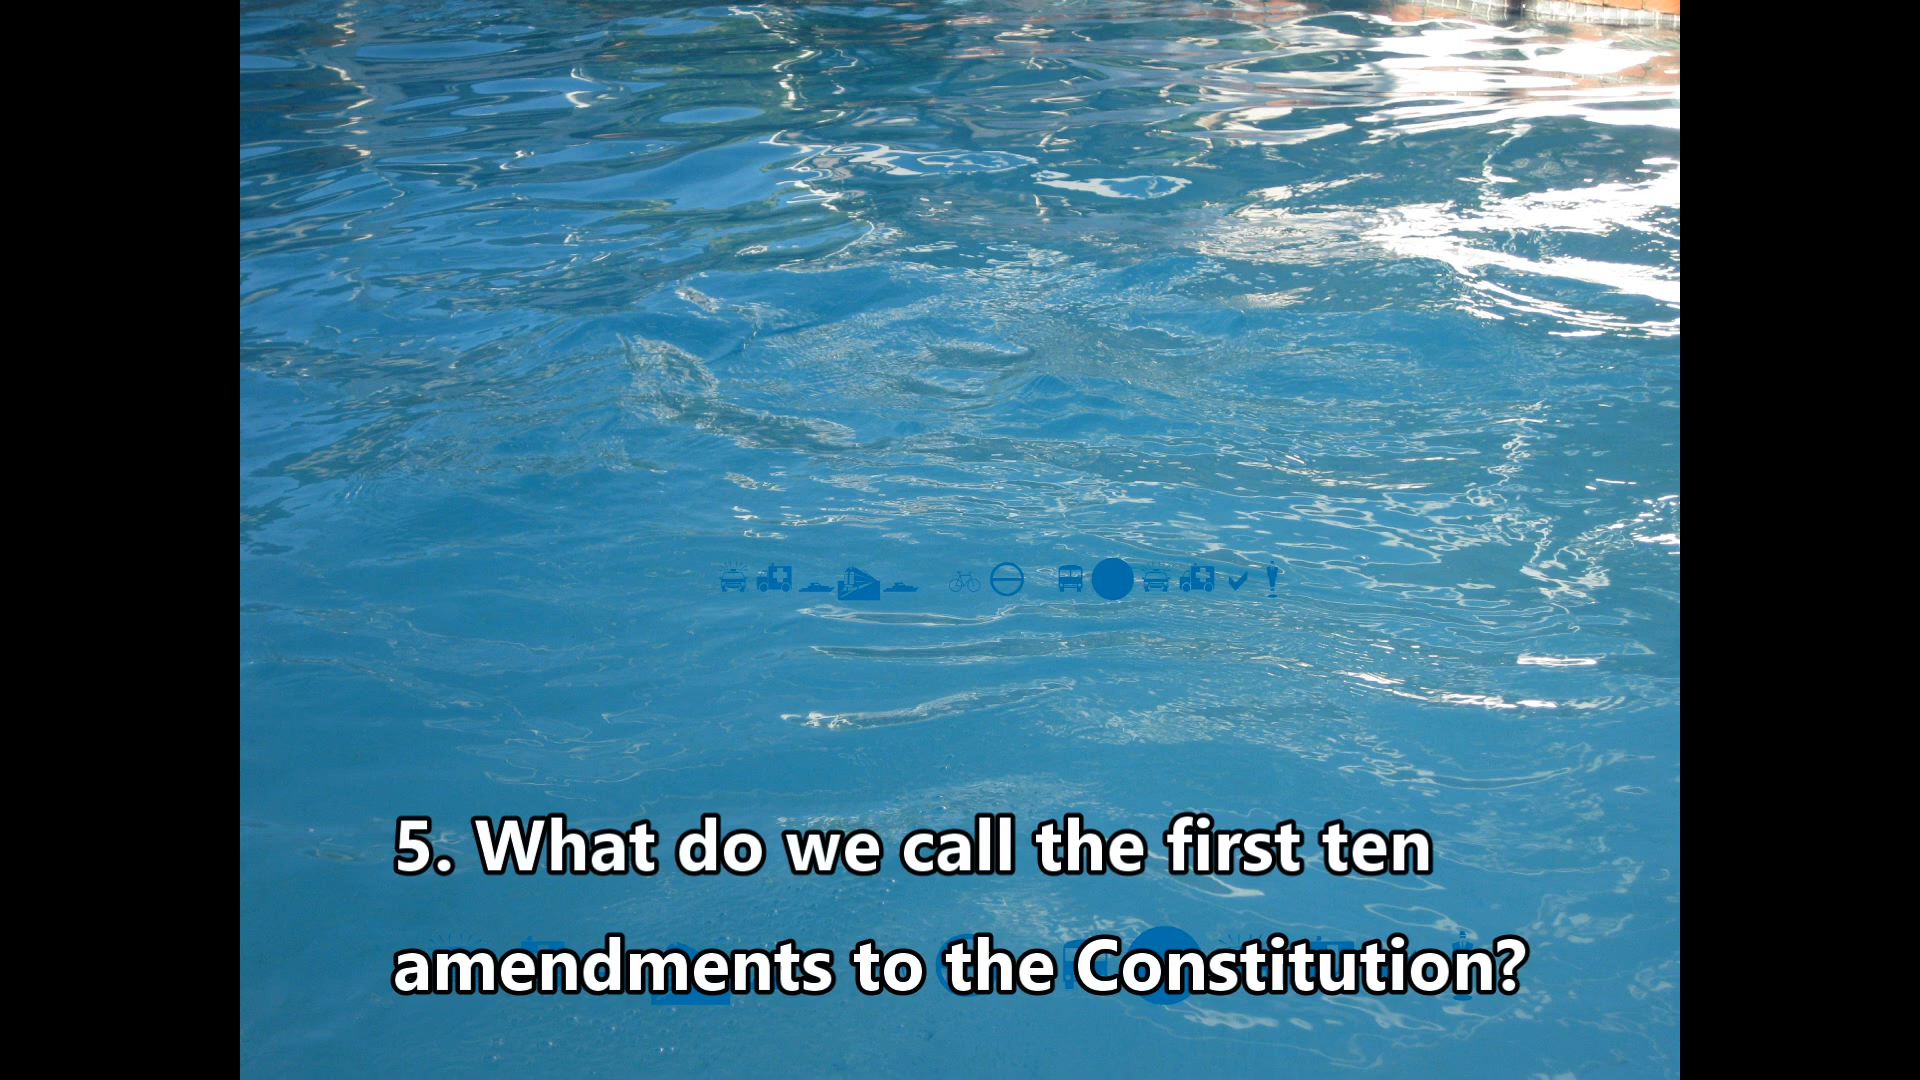 5. What do we call the first ten
amendments to the Constitution?